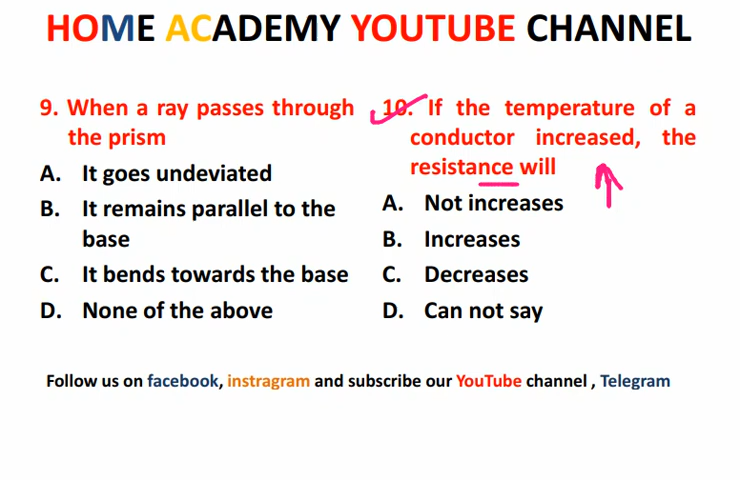 HOME ACADEMY YOUTUBE CHANNEL
9. When a ray passes through
the prism
A. It goes undeviated
B. It remains parallel to the
base
C. It bends towards the base
D. None of the above
10. If the temperature of a
conductor increased, the
resistance will
A. Not increases
B. Increases
C. Decreases
D. Can not say
Follow us on facebook, instragram and subscribe our YouTube channel , Telegram